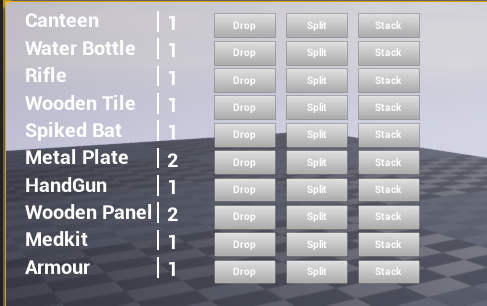 Canteen | 1 Drop Split Stack
Water Bottle | 1 Drop Split Stack
Rifle | 1 Drop Split Stack
Wooden Tile | 1 Drop Split Stack
Spiked Bat | 1 Drop Split Stack
Metal Plate | 2 Drop Split Stack
HandGun | 1 Drop Split Stack
Wooden Panel | 2 Drop Split Stack
Medkit | 1 Drop Split Stack
Armour | 1 Drop Split Stack